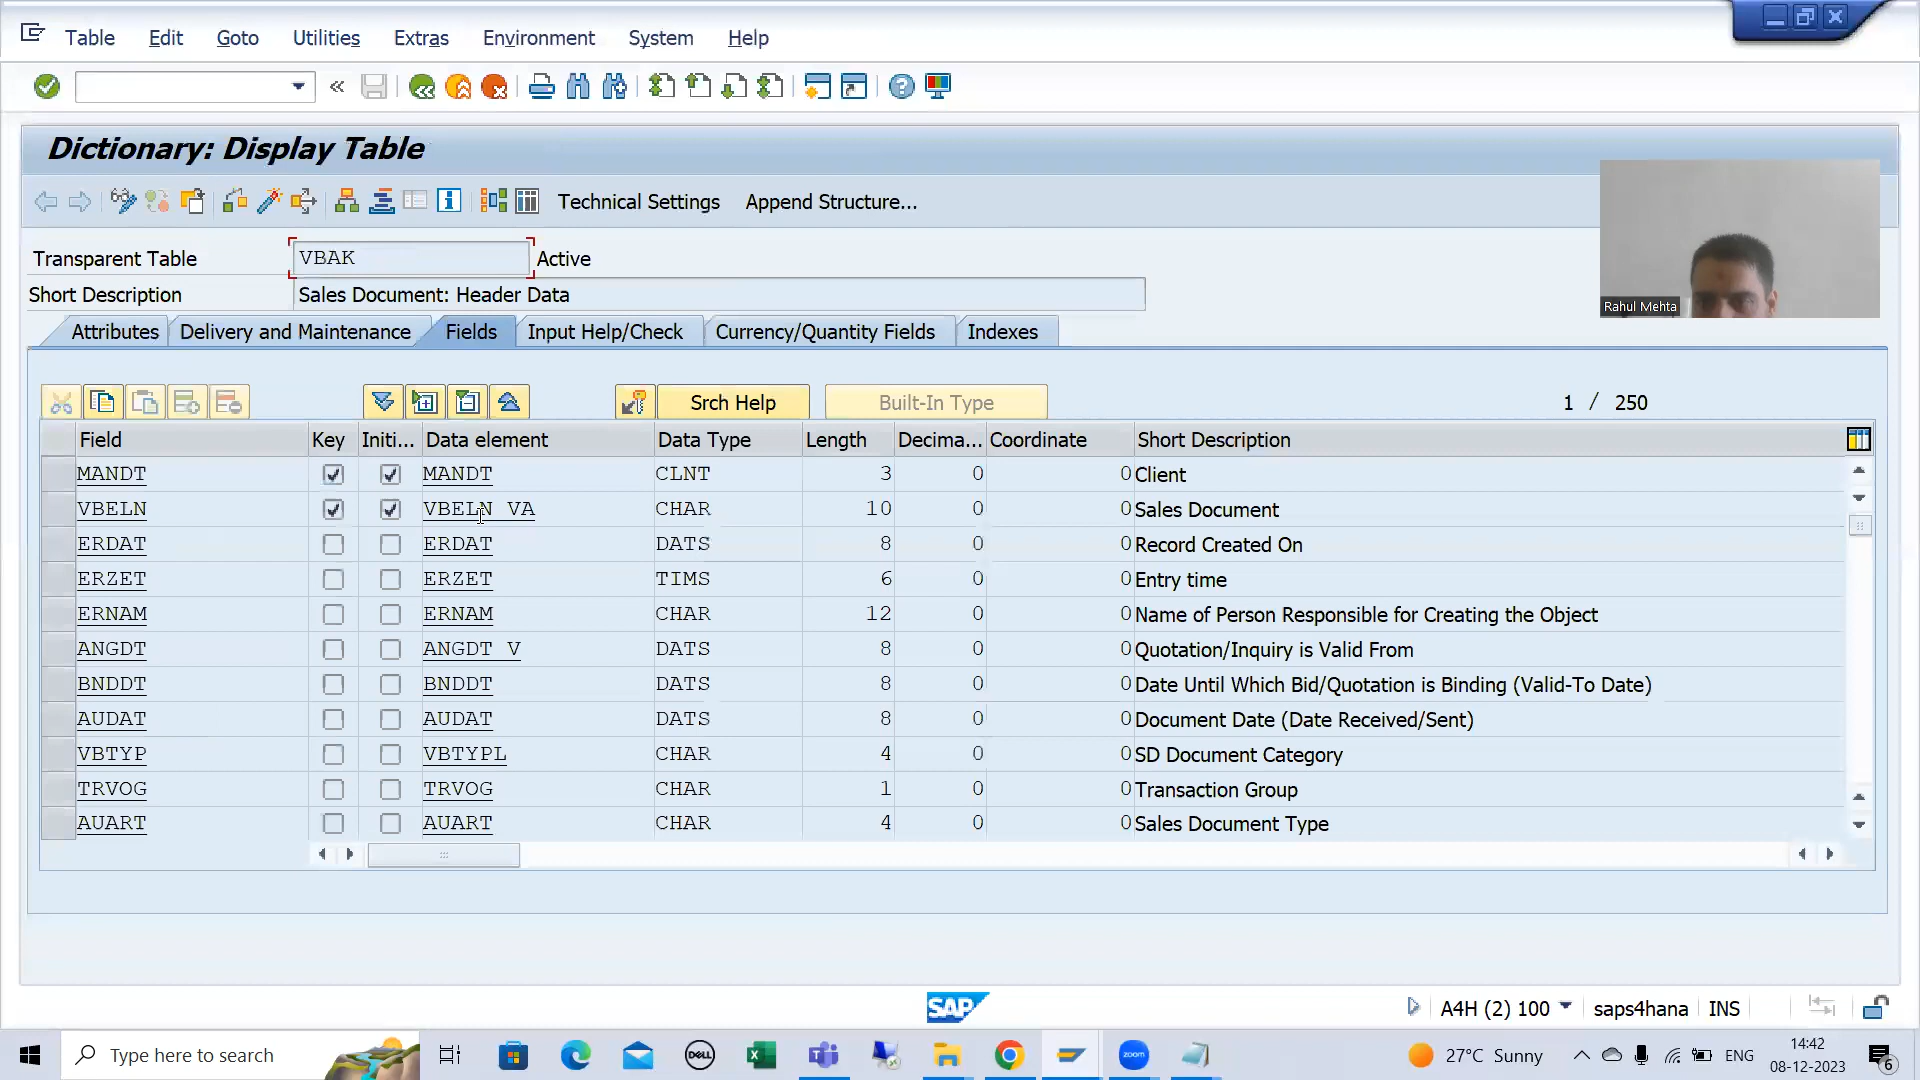 Table Edit Goto Utilities Extras Environment System Help
Dictionary: Display Table
Technical Settings Append Structure...
Transparent Table VBAK Active
Short Description Sales Document: Header Data
Rahul Mehta
Attributes Delivery and Maintenance Fields Input Help/Check Currency/Quantity Fields Indexes
Srch Help Built-In Type 1 / 250
Field Key Initi... Data element Data Type Length Decima... Coordinate Short Description
MANDT MANDT CLNT 3 0 0 Client
VBELN VBELN_VA CHAR 10 0 0 Sales Document
ERDAT ERDAT DATS 8 0 0 Record Created On
ERZET ERZET TIMS 6 0 0 Entry time
ERNAM ERNAM CHAR 12 0 0 Name of Person Responsible for Creating the Object
ANGDT ANGDT_V DATS 8 0 0 Quotation/Inquiry is Valid From
BNDDT BNDDT DATS 8 0 0 Date Until Which Bid/Quotation is Binding (Valid-To Date)
AUDAT AUDAT DATS 8 0 0 Document Date (Date Received/Sent)
VBTYP VBTYPL CHAR 4 0 0 SD Document Category
TRVOG TRVOG CHAR 1 0 0 Transaction Group
AUART AUART CHAR 4 0 0 Sales Document Type
SAP
A4H (2) 100 saps4hana INS
Type here to search
DELL
zoom
27°C Sunny
ENG
14:42
08-12-2023
6